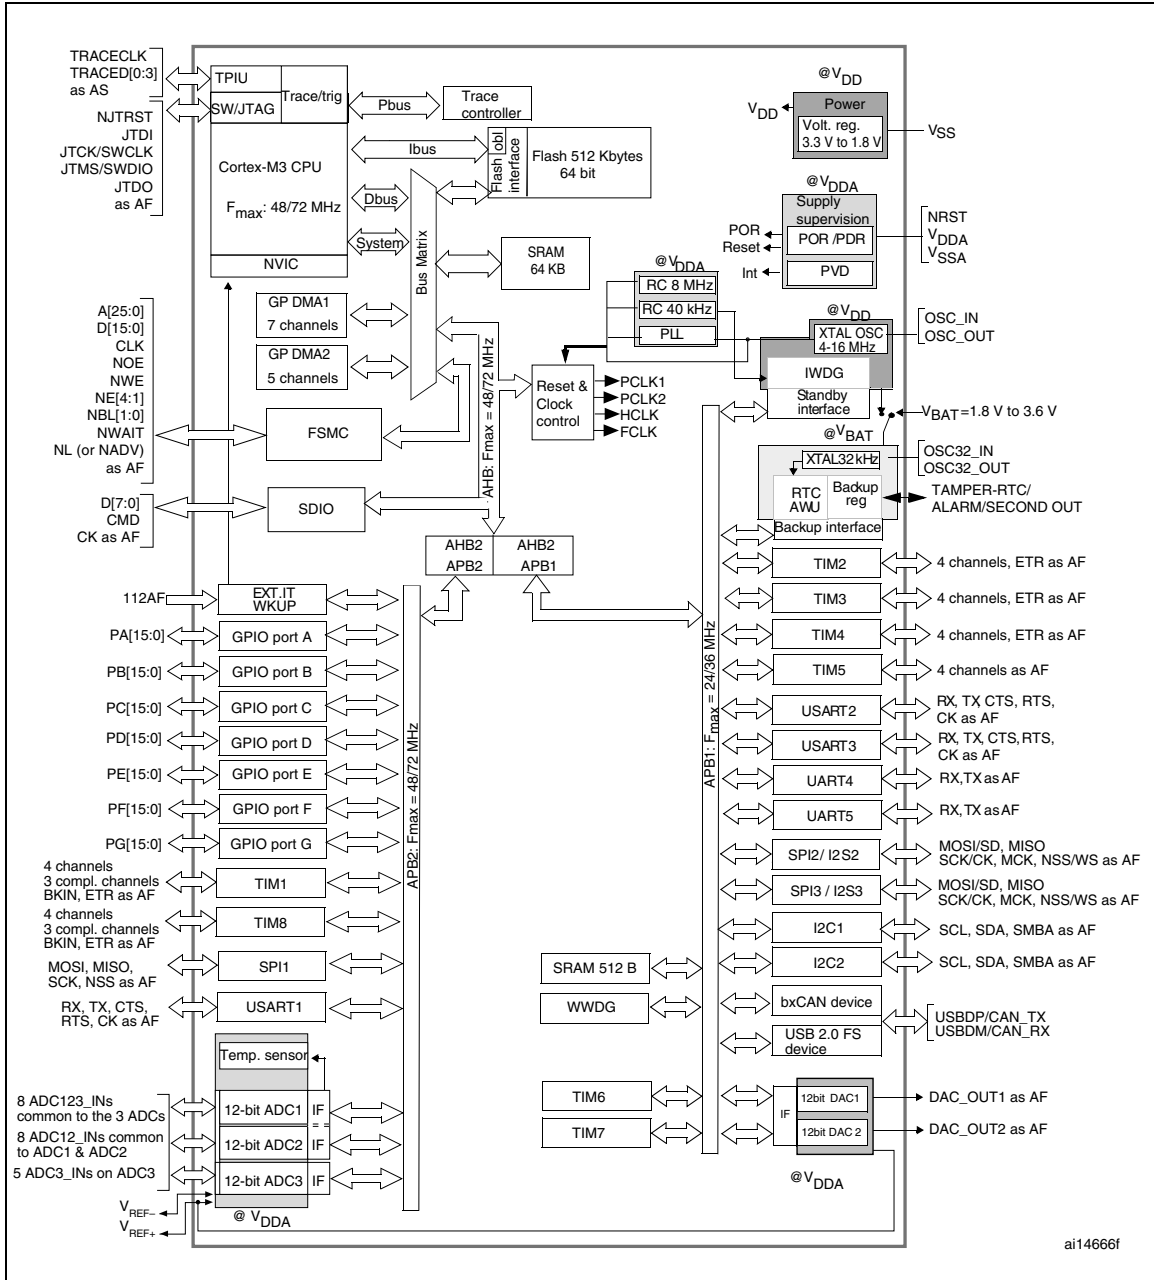 TRACECLK
TRACED[0:3]
as AS
NJTRST
JTDI
JTCK/SWCLK
JTMS/SWDIO
JTDO
as AF
TPIU
SW/JTAG
Trace/trig
Cortex-M3 CPU
Fmax: 48/72 MHz
NVIC
Pbus
Trace
controller
Ibus
Dbus
System
Bus Matrix
Flash obl
interface
Flash 512 Kbytes
64 bit
SRAM
64 KB
GP DMA1
7 channels
GP DMA2
5 channels
A[25:0]
D[15:0]
CLK
NOE
NWE
NE[4:1]
NBL[1:0]
NWAIT
NL (or NADV)
as AF
FSMC
D[7:0]
CMD
CK as AF
SDIO
AHB: Fmax = 48/72 MHz
@VDDA
RC 8 MHz
RC 40 kHz
PLL
Reset &
Clock
control
PCLK1
PCLK2
HCLK
FCLK
@VDD
VDD
Power
Volt. reg.
3.3 V to 1.8 V
VSS
@VDDA
Supply
supervision
POR /PDR
PVD
POR
Reset
Int
NRST
VDDA
VSSA
@VDD
XTAL OSC
4-16 MHz
OSC_IN
OSC_OUT
IWDG
Standby
interface
VBAT=1.8 V to 3.6 V
@VBAT
XTAL32kHz
OSC32_IN
OSC32_OUT
RTC
AWU
Backup
reg
TAMPER-RTC/
ALARM/SECOND OUT
Backup interface
AHB2
APB2
AHB2
APB1
112AF
EXT.IT
WKUP
PA[15:0]
GPIO port A
PB[15:0]
GPIO port B
PC[15:0]
GPIO port C
PD[15:0]
GPIO port D
PE[15:0]
GPIO port E
PF[15:0]
GPIO port F
PG[15:0]
GPIO port G
4 channels
3 compl. channels
BKIN, ETR as AF
TIM1
4 channels
3 compl. channels
BKIN, ETR as AF
TIM8
MOSI, MISO,
SCK, NSS as AF
SPI1
RX, TX, CTS,
RTS, CK as AF
USART1
Temp. sensor
8 ADC123_INs
common to the 3 ADCs
12-bit ADC1
IF
8 ADC12_INs common
to ADC1 & ADC2
12-bit ADC2
IF
5 ADC3_INs on ADC3
12-bit ADC3
IF
VREF–
VREF+
@ VDDA
APB2: Fmax = 48/72 MHz
APB1: Fmax = 24/36 MHz
TIM2
4 channels, ETR as AF
TIM3
4 channels, ETR as AF
TIM4
4 channels, ETR as AF
TIM5
4 channels as AF
USART2
RX, TX, CTS, RTS,
CK as AF
USART3
RX, TX, CTS, RTS,
CK as AF
UART4
RX,TX as AF
UART5
RX,TX as AF
SPI2/ I2S2
MOSI/SD, MISO
SCK/CK, MCK, NSS/WS as AF
SPI3 / I2S3
MOSI/SD, MISO
SCK/CK, MCK, NSS/WS as AF
I2C1
SCL, SDA, SMBA as AF
I2C2
SCL, SDA, SMBA as AF
SRAM 512 B
WWDG
bxCAN device
USB 2.0 FS
device
USBDP/CAN_TX
USBDM/CAN_RX
TIM6
TIM7
IF
12bit DAC1
12bit DAC 2
DAC_OUT1 as AF
DAC_OUT2 as AF
@VDDA
ai14666f